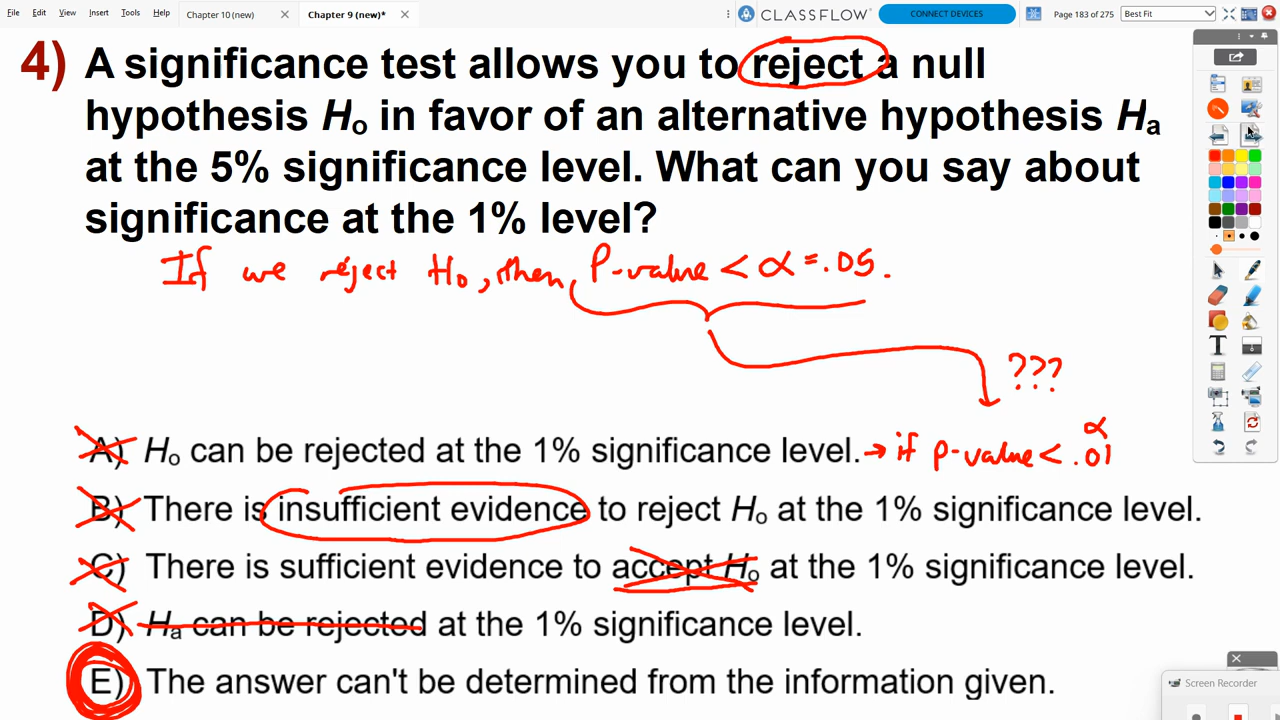 File Edit View Insert Tools Help Chapter10 (new) Chapter 9 (new)* CLASSFLOW CONNECT DEVICES Page 183 of 275 Best Fit
4) A significance test allows you to reject a null
hypothesis Ho in favor of an alternative hypothesis Ha
at the 5% significance level. What can you say about
significance at the 1% level?
If we reject Ho, then P-value < α = .05.
???
α
A) Ho can be rejected at the 1% significance level. → if p-value < .01
B) There is insufficient evidence to reject Ho at the 1% significance level.
C) There is sufficient evidence to accept Ho at the 1% significance level.
D) Ha can be rejected at the 1% significance level.
E) The answer can't be determined from the information given.
T
Screen Recorder